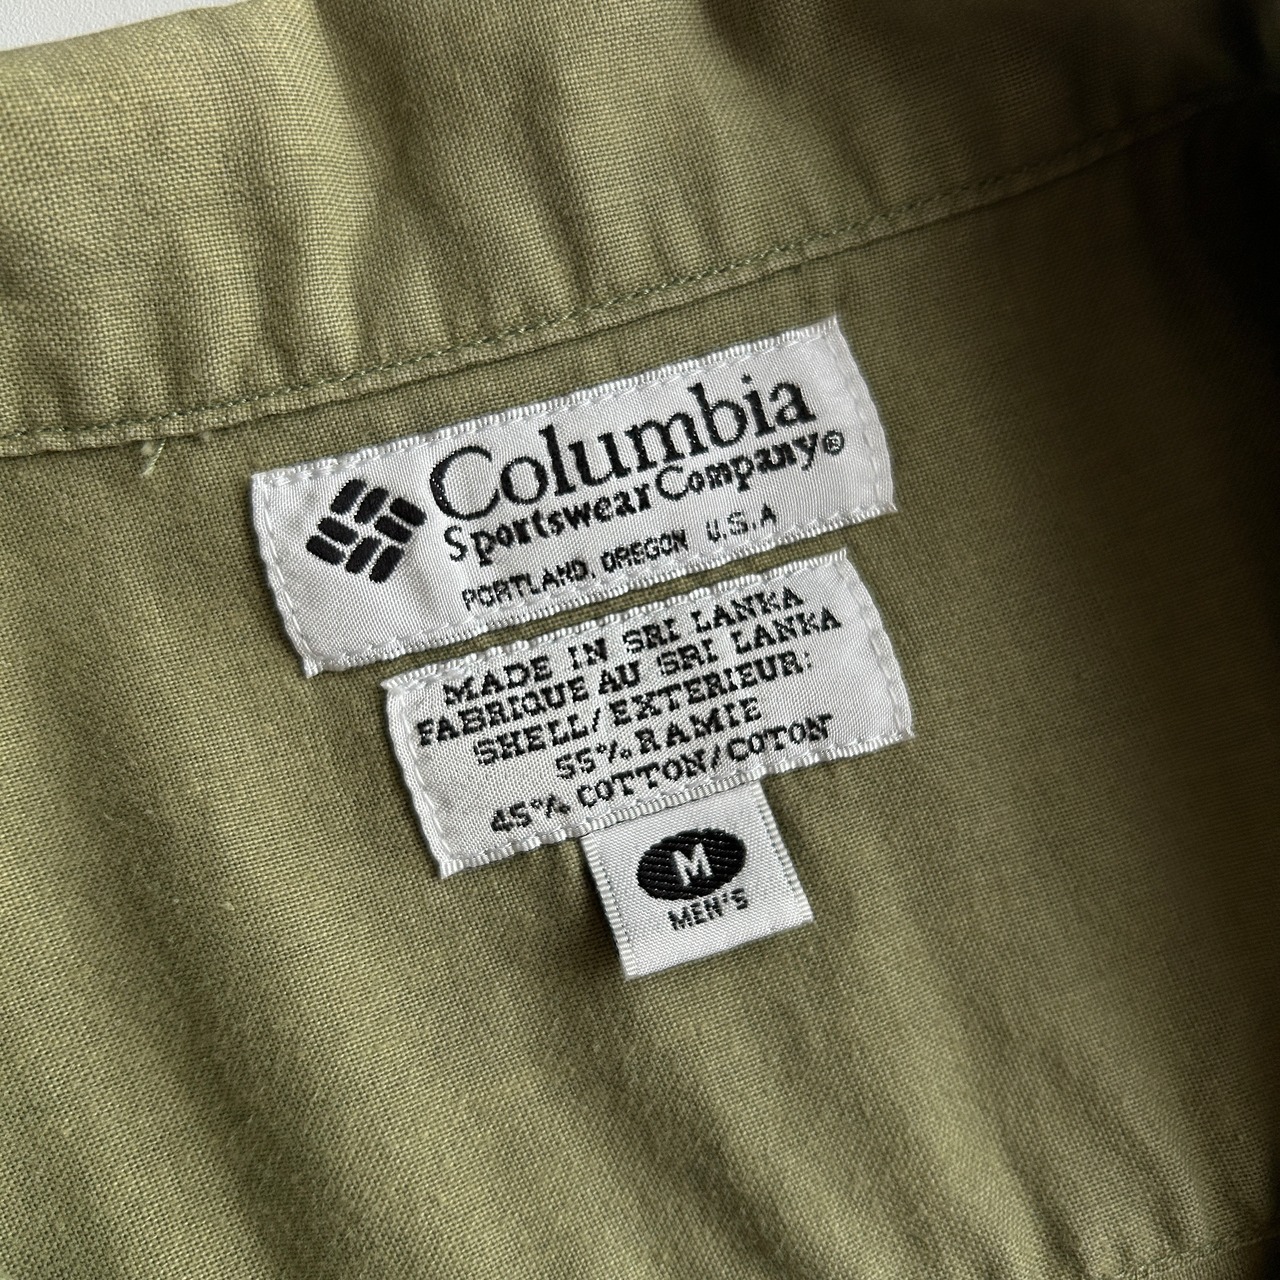 Columbia
Sportswear Company®
PORTLAND, OREGON U.S.A
MADE IN SRI LANKA
FABRIQUE AU SRI LANKA
SHELL/EXTERIEUR:
55% RAMIE
45% COTTON/COTON
M
MEN'S